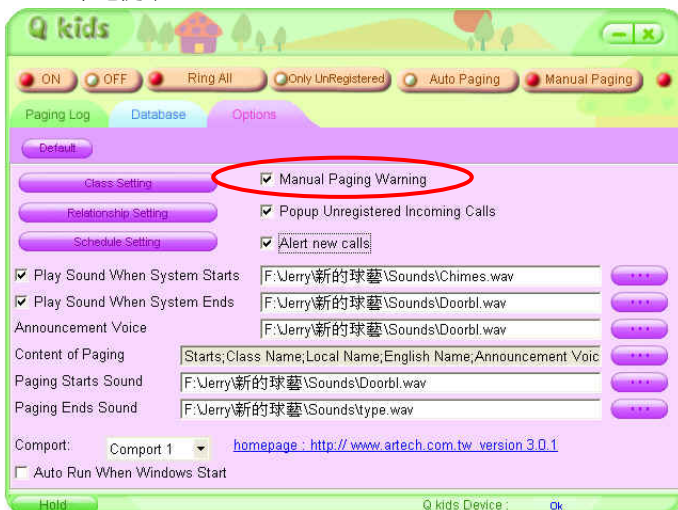 Q kids
ON OFF Ring All Only UnRegistered Auto Paging Manual Paging
Paging Log Database Options
Default
Class Setting Manual Paging Warning
Relationship Setting Popup Unregistered Incoming Calls
Schedule Setting Alert new calls
Play Sound When System Starts F:\Jerry\新的球藝\Sounds\Chimes.wav ...
Play Sound When System Ends F:\Jerry\新的球藝\Sounds\Doorbl.wav ...
Announcement Voice F:\Jerry\新的球藝\Sounds\Doorbl.wav ...
Content of Paging Starts;Class Name;Local Name;English Name;Announcement Voic ...
Paging Starts Sound F:\Jerry\新的球藝\Sounds\Doorbl.wav ...
Paging Ends Sound F:\Jerry\新的球藝\Sounds\type.wav ...
Comport: Comport 1 homepage : http:// www.artech.com.tw version 3.0.1
Auto Run When Windows Start
Hold Q kids Device : Ok